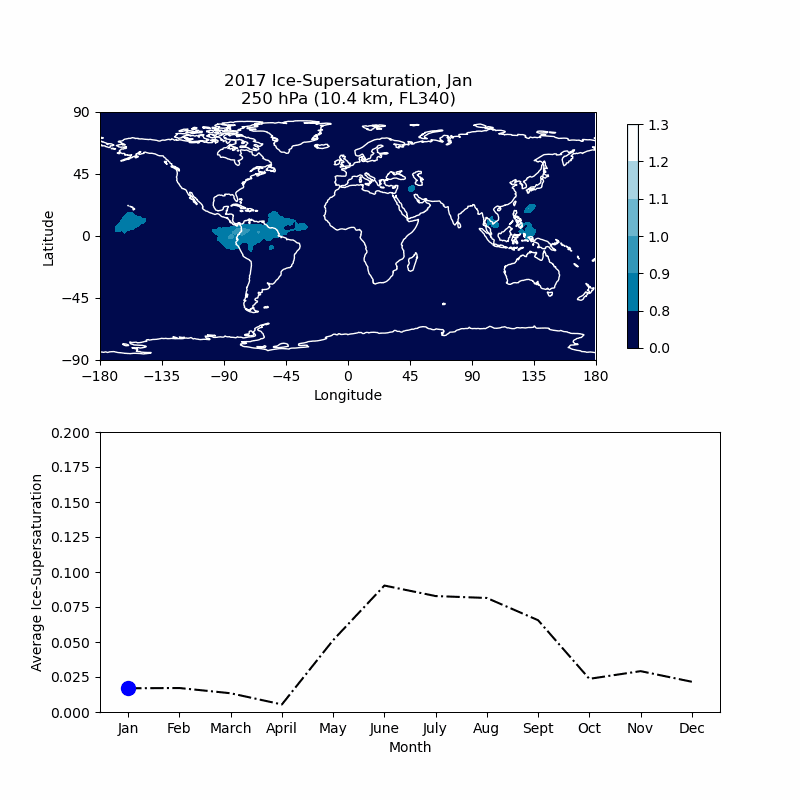 2017 Ice-Supersaturation, Jan
250 hPa (10.4 km, FL340)
90
45
0
−45
−90
Latitude
−180 −135 −90 −45 0 45 90 135 180
Longitude
1.3
1.2
1.1
1.0
0.9
0.8
0.0
0.200
0.175
0.150
0.125
0.100
0.075
0.050
0.025
0.000
Average Ice-Supersaturation
Jan Feb March April May June July Aug Sept Oct Nov Dec
Month